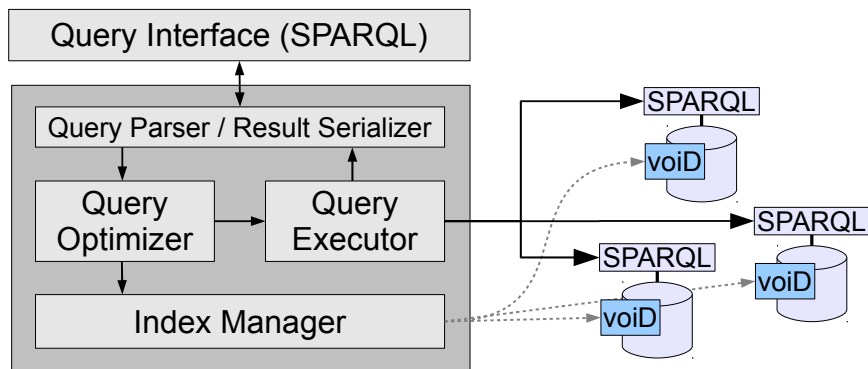 Query Interface (SPARQL)
Query Parser / Result Serializer
Query
Optimizer
Query
Executor
Index Manager
SPARQL
voiD
SPARQL
voiD
SPARQL
voiD